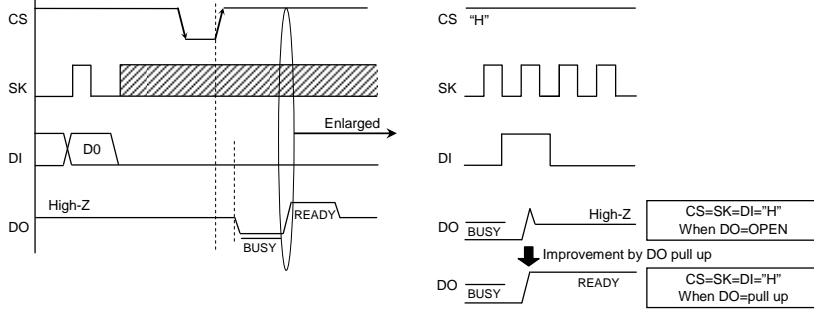 CS
SK
DI
D0
High-Z
DO
BUSY
READY
Enlarged
CS "H"
SK
DI
DO
BUSY
High-Z
CS=SK=DI="H"
When DO=OPEN
Improvement by DO pull up
DO
BUSY
READY
CS=SK=DI="H"
When DO=pull up